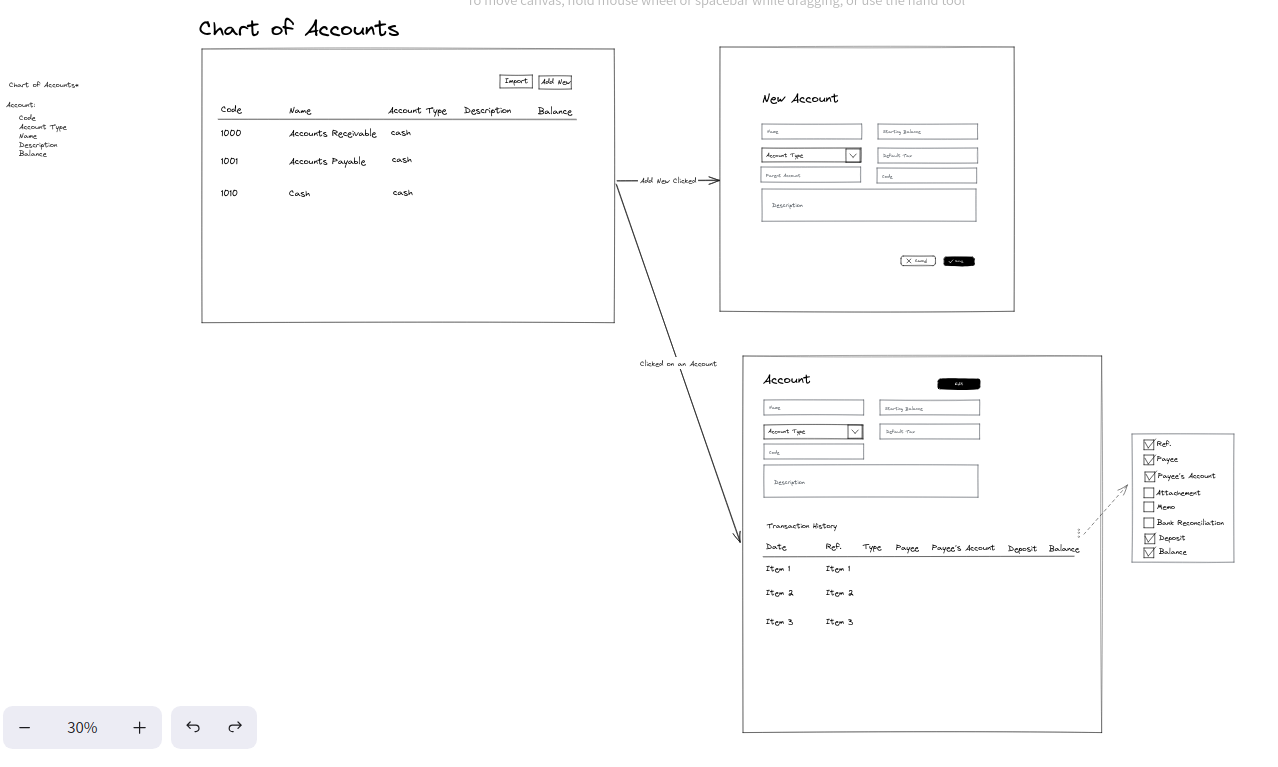 To move canvas, hold mouse wheel or spacebar while dragging, or use the hand tool
Chart of Accounts
Chart of Accounts*
Account:
Code
Account Type
Name
Description
Balance
Import
Add New
Code Name Account Type Description Balance
1000 Accounts Receivable cash
1001 Accounts Payable cash
1010 Cash cash
Add New Clicked
Clicked on an Account
New Account
Name
Starting Balance
Account Type
Default Tax
Parent Account
Code
Description
Cancel
Save
Account
Edit
Name
Starting Balance
Account Type
Default Tax
Code
Description
Transaction History
Date Ref. Type Payee Payee's Account Deposit Balance
Item 1 Item 1
Item 2 Item 2
Item 3 Item 3
Ref.
Payee
Payee's Account
Attachement
Memo
Bank Reconciliation
Deposit
Balance
30%